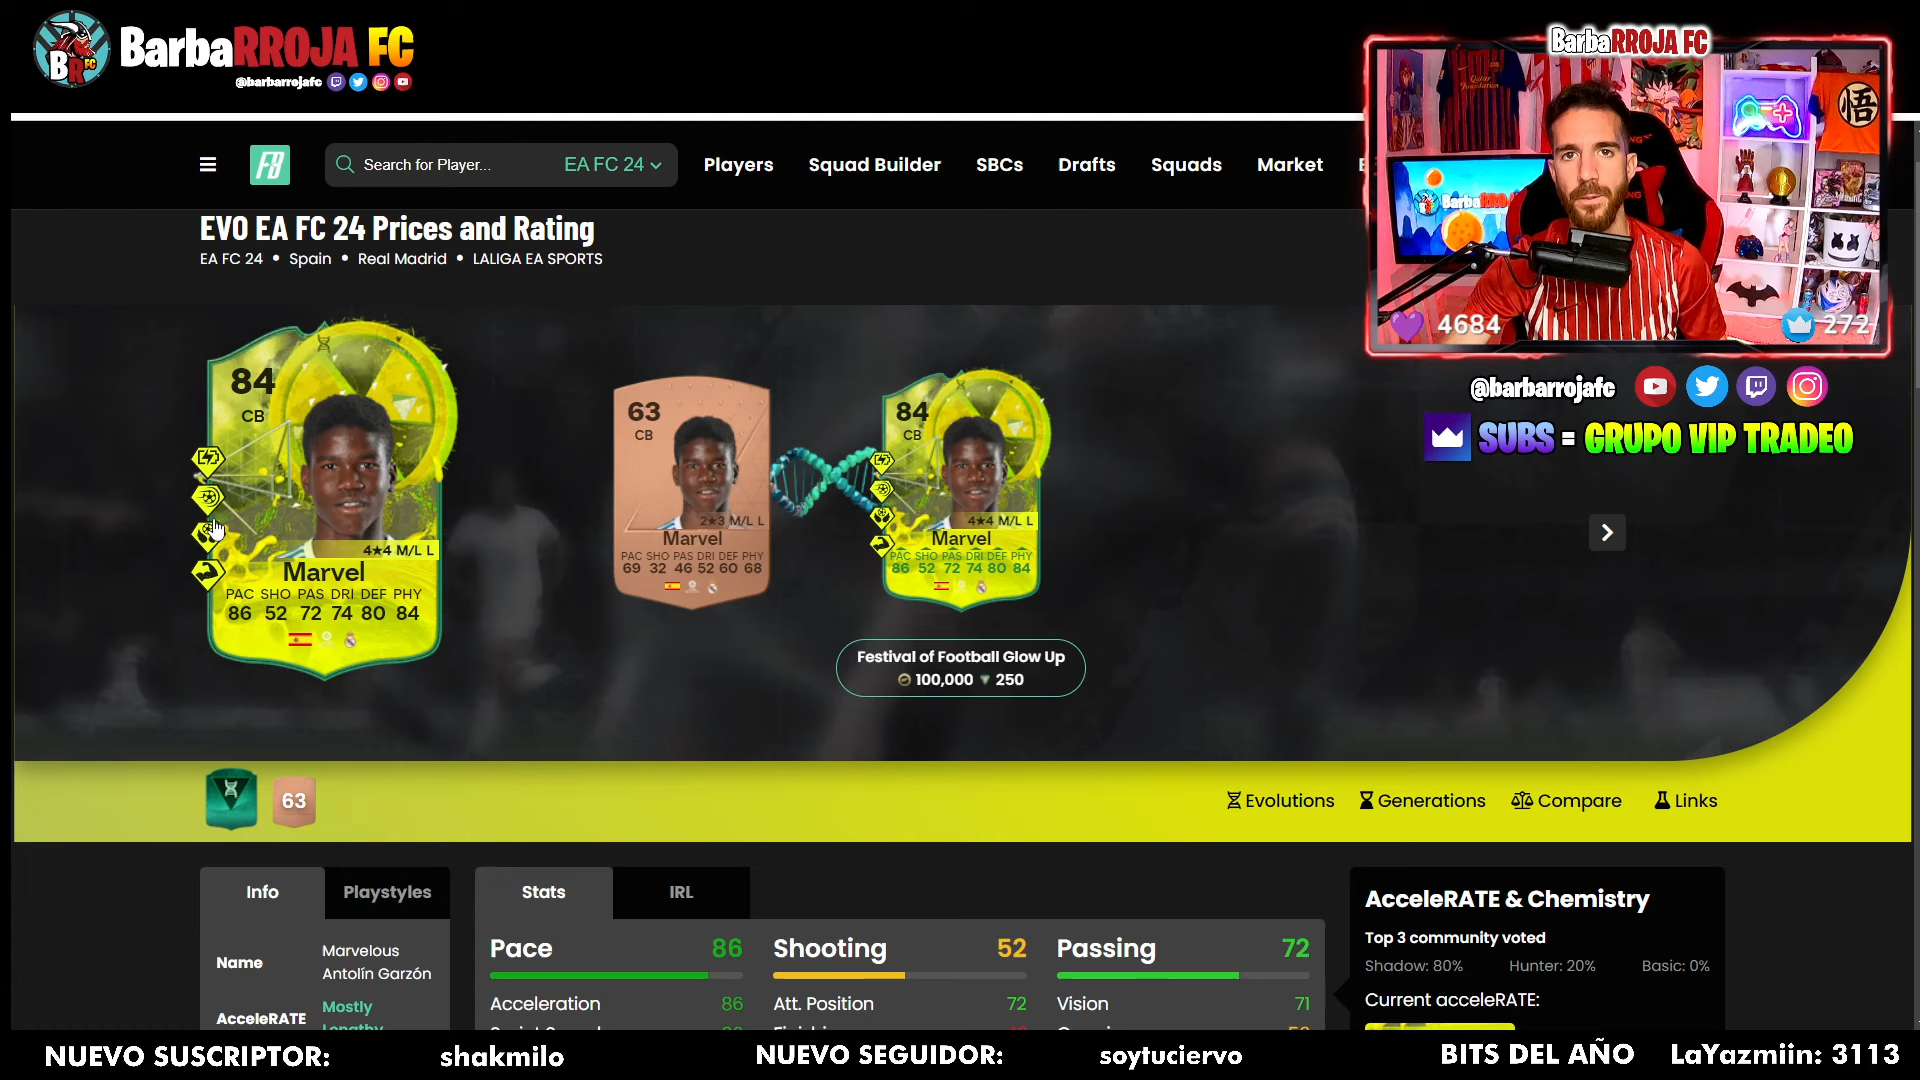 BarbaRROJA FC
@barbarrojafc
BR FC
BarbaRROJA FC
Search for Player...
EA FC 24
Players
Squad Builder
SBCs
Drafts
Squads
Market
EVO EA FC 24 Prices and Rating
EA FC 24 • Spain • Real Madrid • LALIGA EA SPORTS
Qatar Foundation
4684
272
@barbarrojafc
SUBS = GRUPO VIP TRADEO
84
CB
4★4 M/L L
Marvel
PAC SHO PAS DRI DEF PHY
86 52 72 74 80 84
63
CB
2★3 M/L L
Marvel
PAC SHO PAS DRI DEF PHY
69 32 46 52 60 68
84
CB
4★4 M/L L
Marvel
PAC SHO PAS DRI DEF PHY
86 52 72 74 80 84
Festival of Football Glow Up
100,000 250
63
Evolutions
Generations
Compare
Links
Info
Playstyles
Name
Marvelous
Antolín Garzón
AcceleRATE
Mostly
Lengthy
Stats
IRL
Pace 86
Acceleration 86
Shooting 52
Att. Position 72
Passing 72
Vision 71
AcceleRATE & Chemistry
Top 3 community voted
Shadow: 80% Hunter: 20% Basic: 0%
Current acceleRATE:
NUEVO SUSCRIPTOR: shakmilo
NUEVO SEGUIDOR: soytuciervo
BITS DEL AÑO LaYazmiin: 3113